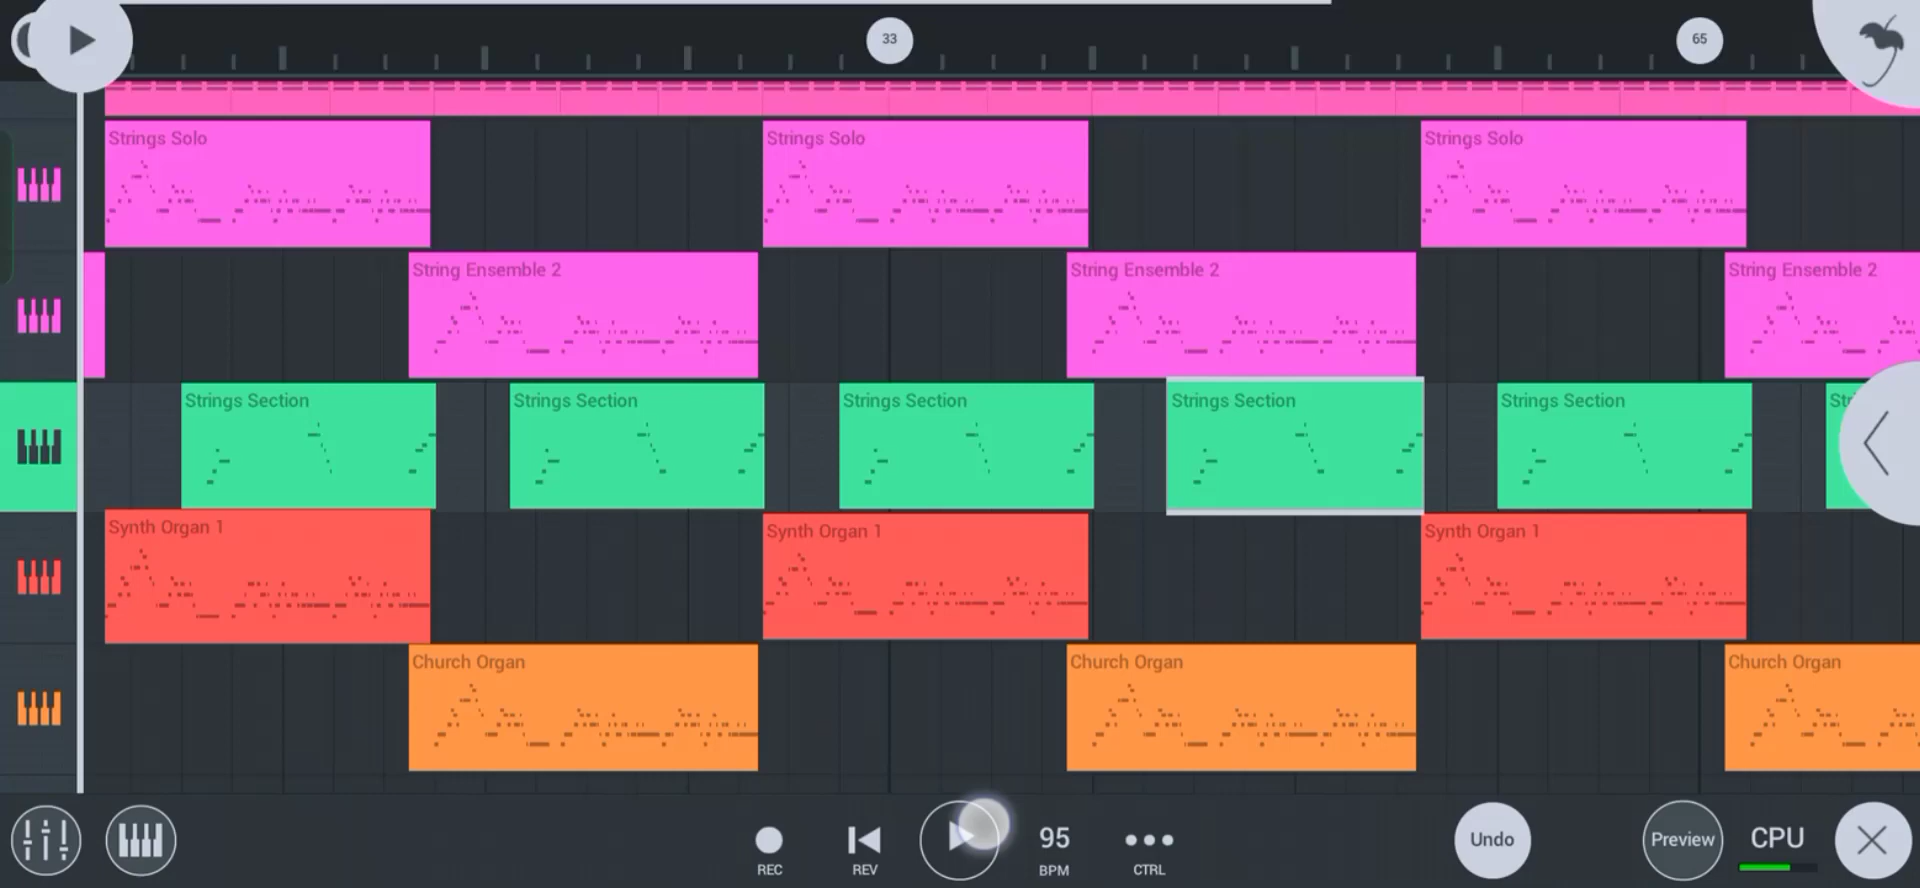 33
65
Strings Solo
Strings Solo
Strings Solo
String Ensemble 2
String Ensemble 2
String Ensemble 2
Strings Section
Strings Section
Strings Section
Strings Section
Strings Section
Str
Synth Organ 1
Synth Organ 1
Synth Organ 1
Church Organ
Church Organ
Church Organ
REC
REV
95
BPM
CTRL
Undo
Preview
CPU